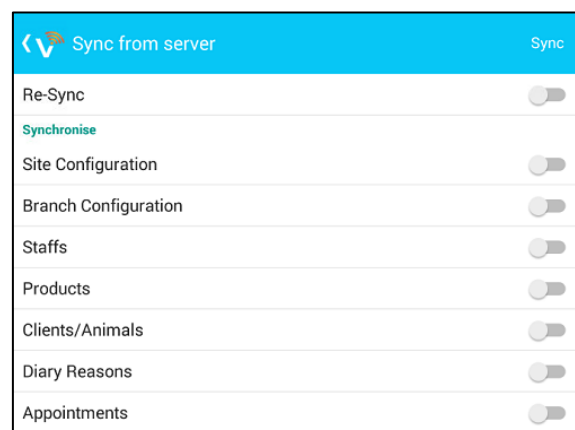 Sync from server
Sync
Re-Sync
Synchronise
Site Configuration
Branch Configuration
Staffs
Products
Clients/Animals
Diary Reasons
Appointments